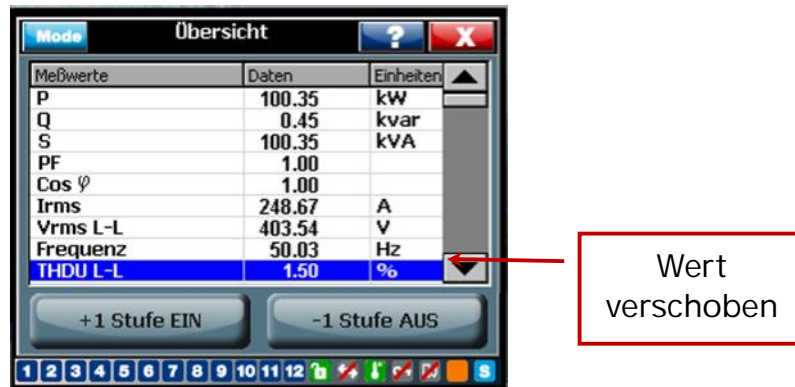 Mode Übersicht ? X
Meßwerte Daten Einheiten
P 100.35 kW
Q 0.45 kvar
S 100.35 kVA
PF 1.00
Cos φ 1.00
Irms 248.67 A
Vrms L-L 403.54 V
Frequenz 50.03 Hz
THDU L-L 1.50 %
+1 Stufe EIN -1 Stufe AUS
1 2 3 4 5 6 7 8 9 10 11 12 S
Wert
verschoben